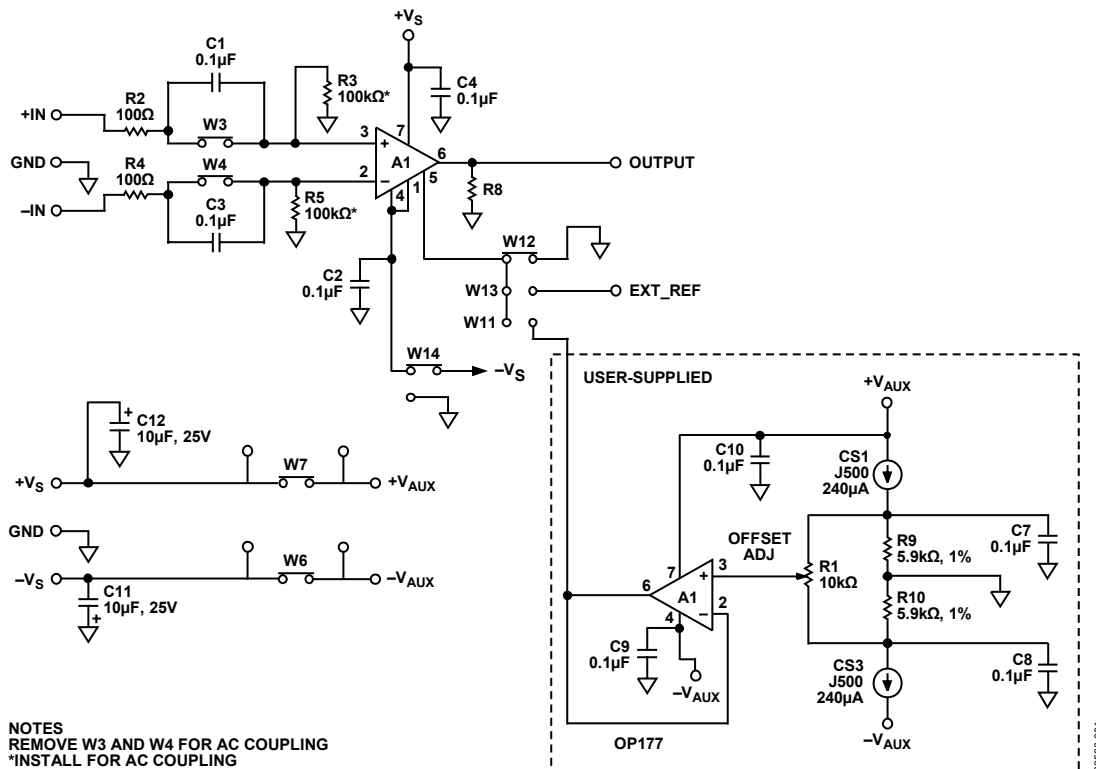 +VS
C1
0.1µF
R3
100kΩ*
C4
0.1µF
+IN
R2
100Ω
W3
3
7
+
A1
6
OUTPUT
GND
R4
100Ω
W4
2
–
4
1
5
R8
–IN
C3
0.1µF
R5
100kΩ*
C2
0.1µF
W12
W13
EXT_REF
W11
W14
–VS
USER-SUPPLIED
+VAUX
C12
10µF, 25V
+
+VS
W7
+VAUX
C10
0.1µF
CS1
J500
240µA
GND
OFFSET
ADJ
R9
5.9kΩ, 1%
C7
0.1µF
R1
10kΩ
–VS
W6
–VAUX
C11
10µF, 25V
+
7
3
+
6
A1
2
–
4
R10
5.9kΩ, 1%
C9
0.1µF
–VAUX
CS3
J500
240µA
C8
0.1µF
–VAUX
OP177
NOTES
REMOVE W3 AND W4 FOR AC COUPLING
*INSTALL FOR AC COUPLING